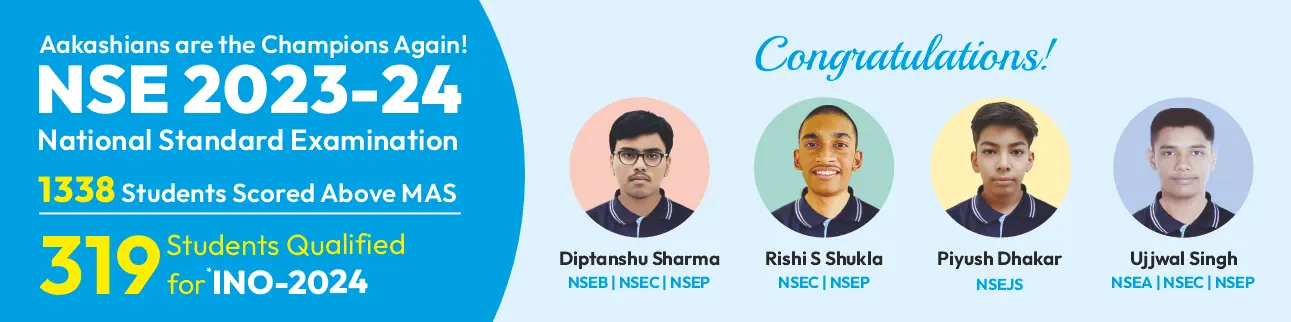 Aakashians are the Champions Again!
NSE 2023-24
National Standard Examination
1338 Students Scored Above MAS
319 Students Qualified
for *INO-2024
Congratulations!
Diptanshu Sharma
NSEB | NSEC | NSEP
Rishi S Shukla
NSEC | NSEP
Piyush Dhakar
NSEJS
Ujjwal Singh
NSEA | NSEC | NSEP